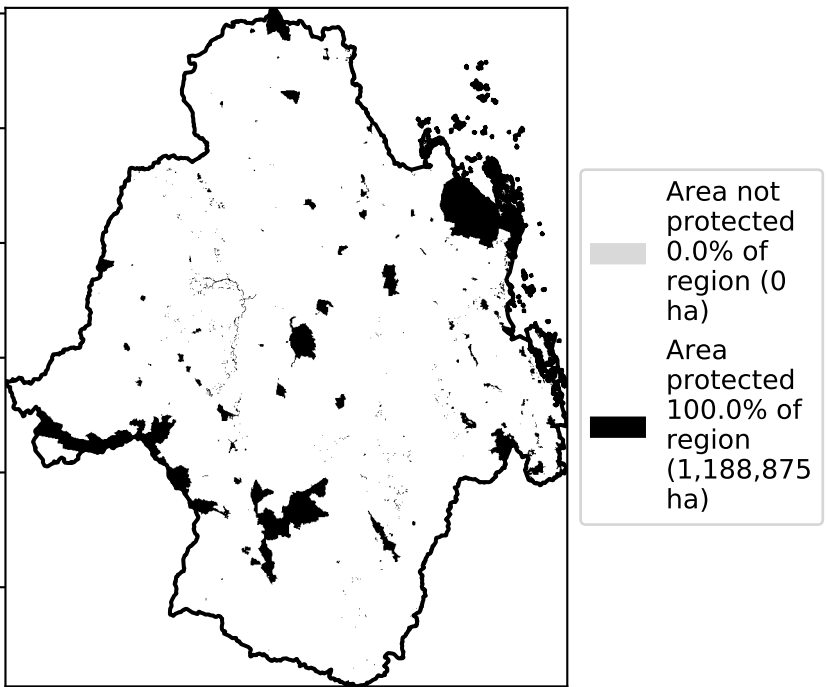 Area not
protected
0.0% of
region (0
ha)
Area
protected
100.0% of
region
(1,188,875
ha)